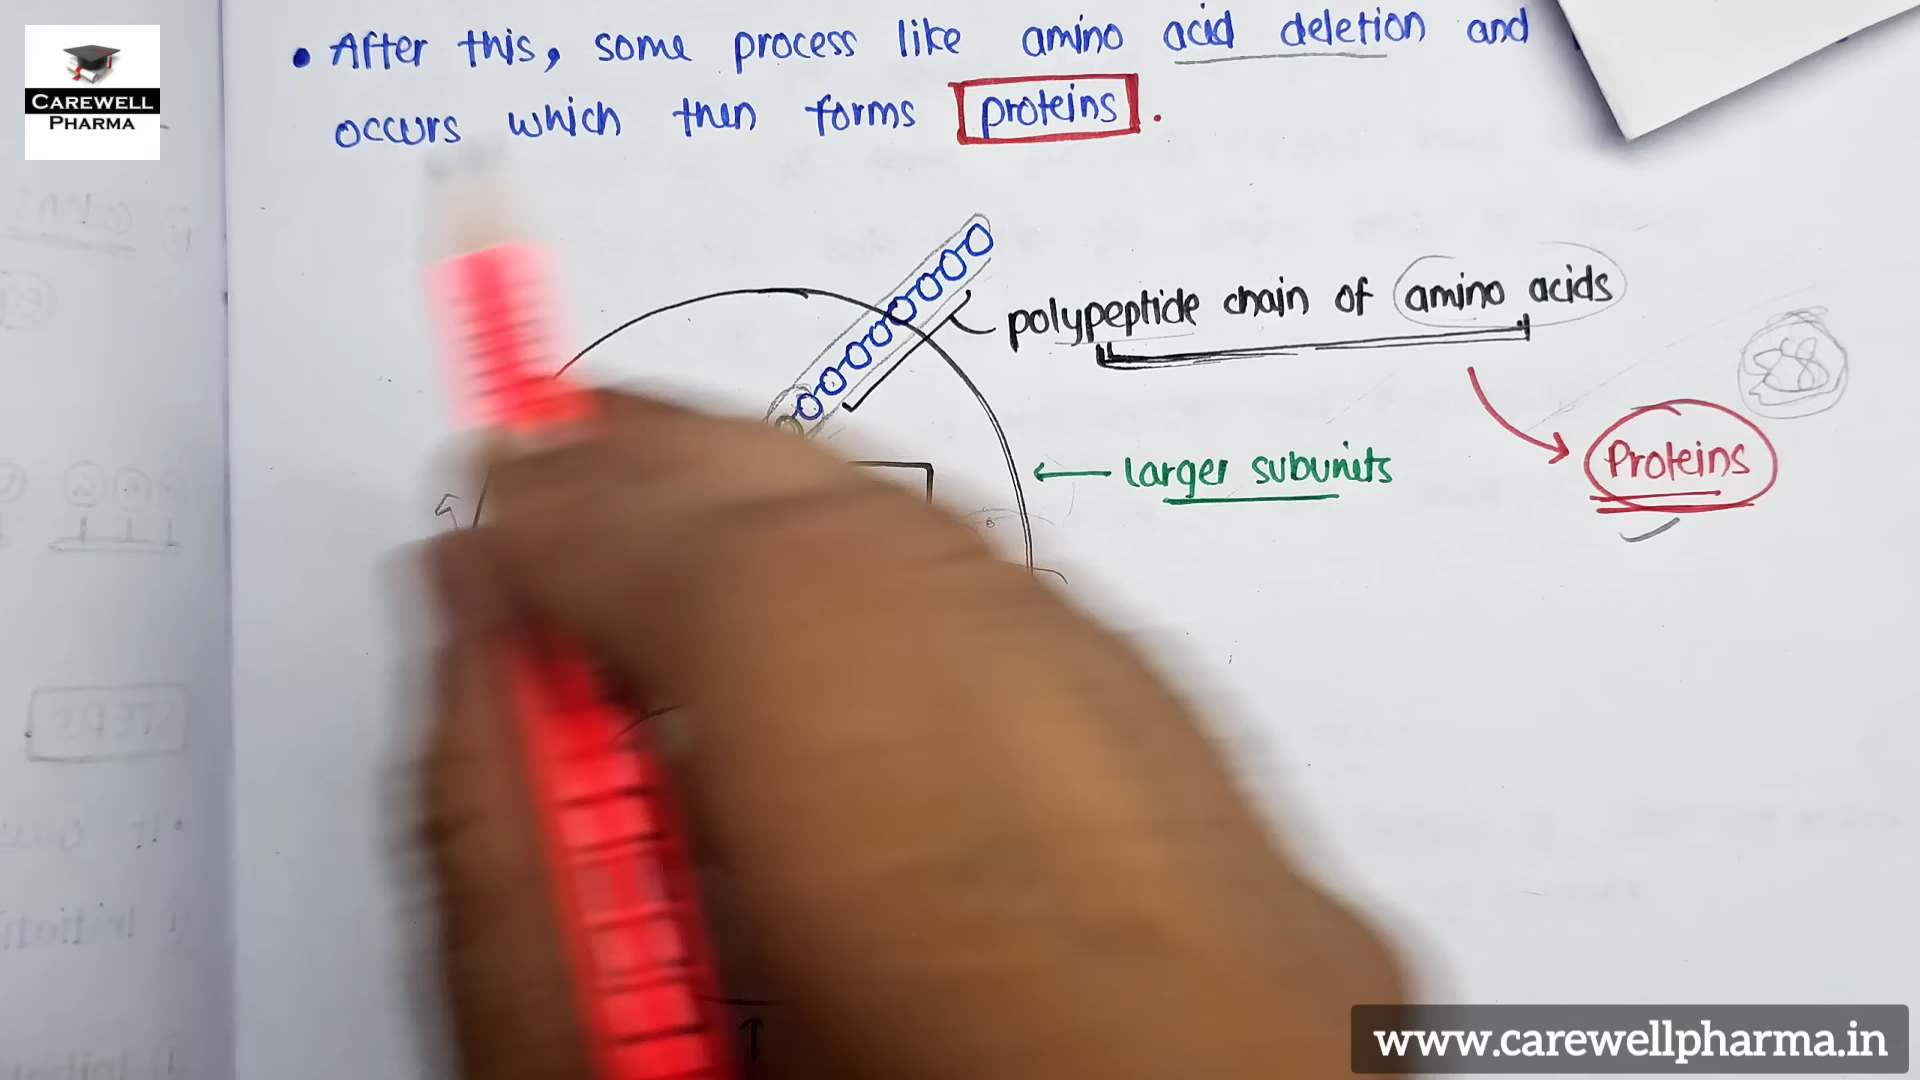 CAREWELL
PHARMA
• After this, some process like amino acid deletion and
occurs which then forms proteins.
polypeptide chain of amino acids
larger subunits
Proteins
STEPS
www.carewellpharma.in